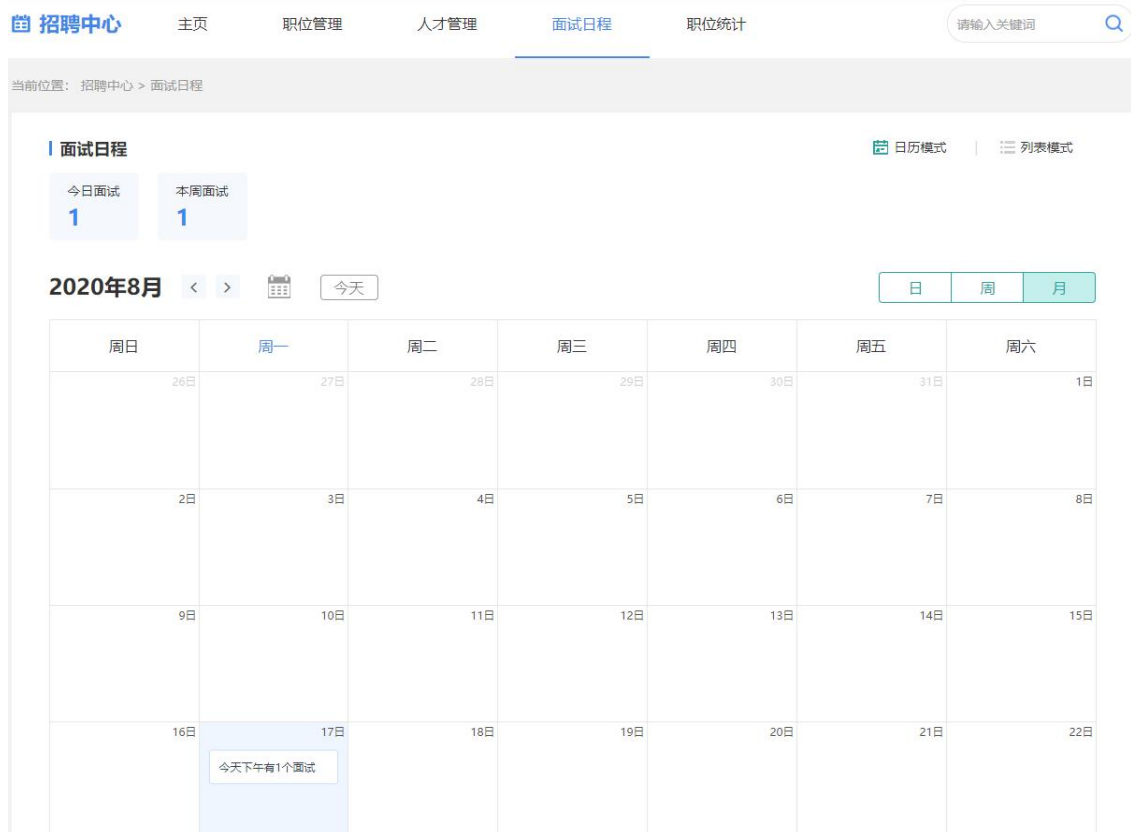 招聘中心 主页 职位管理 人才管理 面试日程 职位统计 请输入关键词
当前位置: 招聘中心 > 面试日程
面试日程 日历模式 列表模式
今日面试 本周面试
1 1
2020年8月 < > 今天 日 周 月
周日 周一 周二 周三 周四 周五 周六
26日 27日 28日 29日 30日 31日 1日
2日 3日 4日 5日 6日 7日 8日
9日 10日 11日 12日 13日 14日 15日
16日 17日 18日 19日 20日 21日 22日
今天下午有1个面试